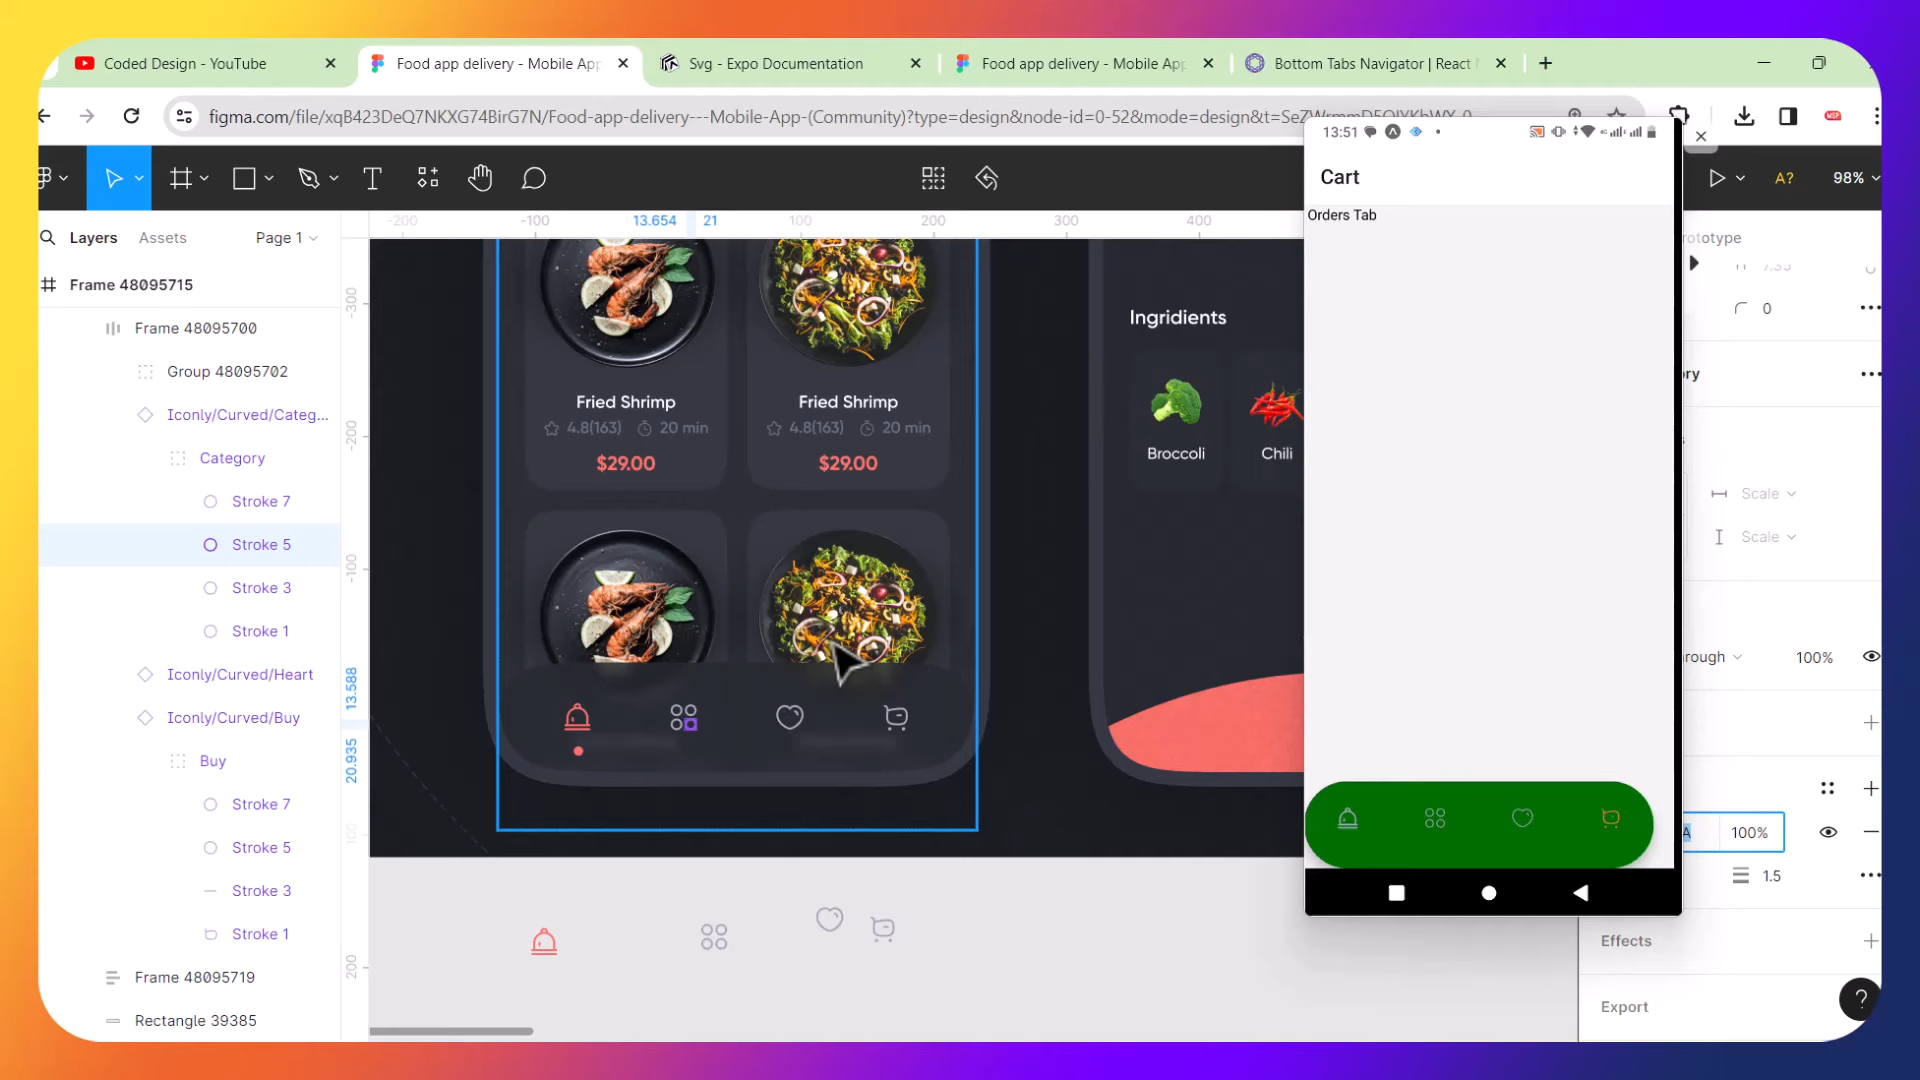 Coded Design - YouTube
Food app delivery - Mobile App
Svg - Expo Documentation
Food app delivery - Mobile App
Bottom Tabs Navigator | React
figma.com/file/xqB423DeQ7NKXG74BirG7N/Food-app-delivery---Mobile-App-(Community)?type=design&node-id=0-52&mode=design&t=
98%
A?
-200
-100
13.654
21
100
200
300
400
Layers
Assets
Page 1
Frame 48095715
Frame 48095700
Group 48095702
Iconly/Curved/Categ...
Category
Stroke 7
Stroke 5
Stroke 3
Stroke 1
Iconly/Curved/Heart
Iconly/Curved/Buy
Buy
Stroke 7
Stroke 5
Stroke 3
Stroke 1
Frame 48095719
Rectangle 39385
-300
-200
-100
13.588
20.935
100
200
Fried Shrimp
4.8(163)
20 min
$29.00
Fried Shrimp
4.8(163)
20 min
$29.00
Ingridients
Broccoli
Chili
13:51
Cart
Orders Tab
rototype
7.35
0
ry
Scale
Scale
rough
100%
A
100%
1.5
Effects
Export
?